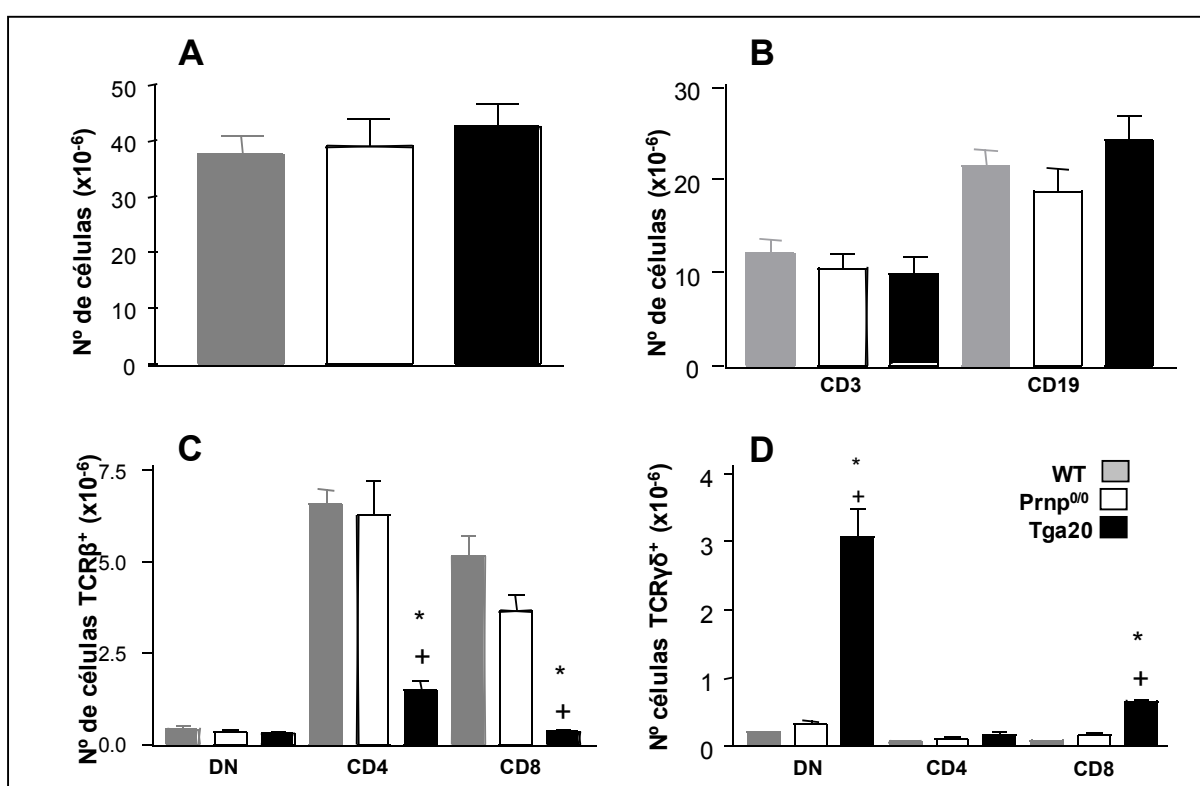 A
Nº de células (x10⁻⁶)
50
40
30
20
10
0
B
Nº de células (x10⁻⁶)
30
20
10
0
CD3 CD19
C
Nº de células TCRβ⁺ (x10⁻⁶)
7.5
5.0
2.5
0.0
*
+
*
+
DN CD4 CD8
D
Nº células TCRγδ⁺ (x10⁻⁶)
4
3
2
1
0
*
+
*
+
WT
Prnp⁰/⁰
Tga20
DN CD4 CD8